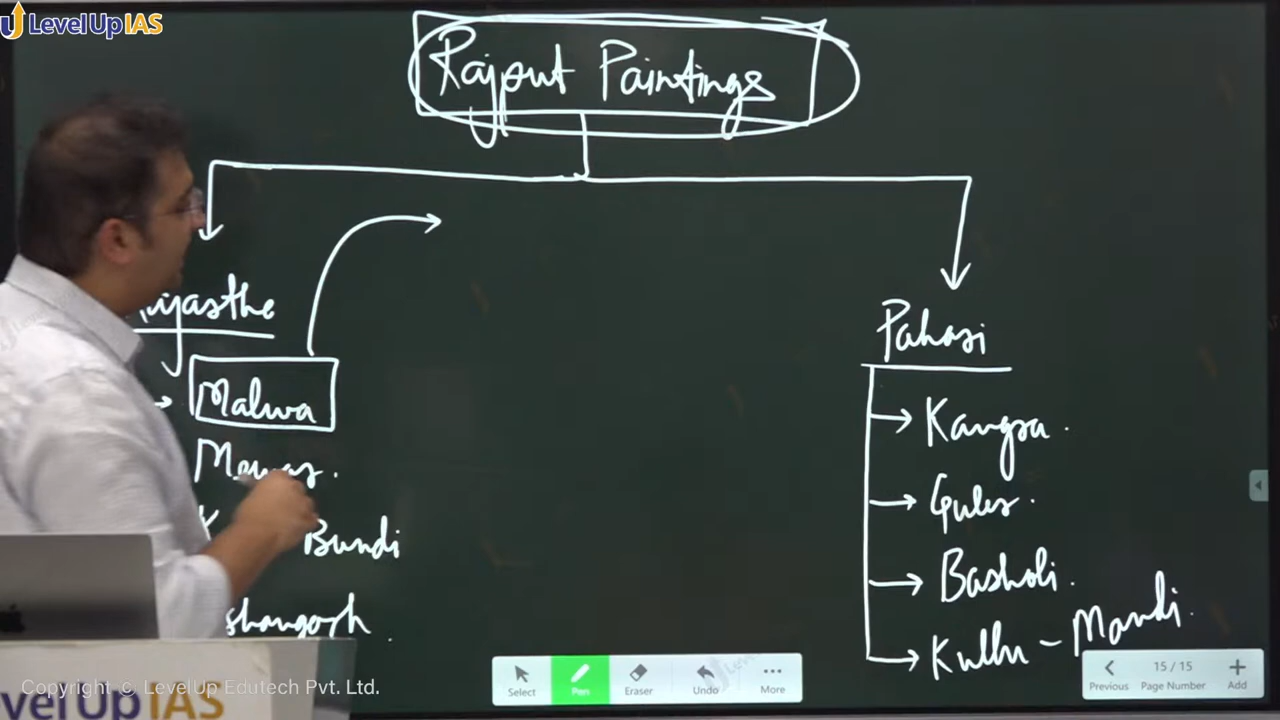 LevelUp IAS
Rajput Paintings
Pahari
Malwa
Kangra.
Mewar.
Guler.
Bundi
Basholi.
Kullu - Mandi.
Select
Pen
Eraser
Undo
More
Previous
15 / 15
Page Number
Add
Copyright © LevelUp Edutech Pvt. Ltd.